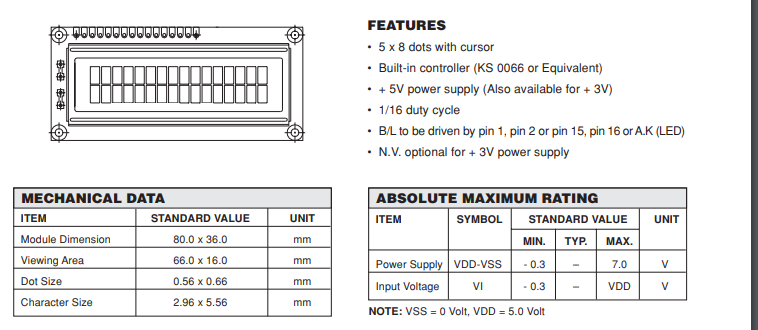 FEATURES
• 5 x 8 dots with cursor
• Built-in controller (KS 0066 or Equivalent)
• + 5V power supply (Also available for + 3V)
• 1/16 duty cycle
• B/L to be driven by pin 1, pin 2 or pin 15, pin 16 or A.K (LED)
• N.V. optional for + 3V power supply
MECHANICAL DATA
ITEM STANDARD VALUE UNIT
Module Dimension 80.0 x 36.0 mm
Viewing Area 66.0 x 16.0 mm
Dot Size 0.56 x 0.66 mm
Character Size 2.96 x 5.56 mm
ABSOLUTE MAXIMUM RATING
ITEM SYMBOL STANDARD VALUE UNIT
MIN. TYP. MAX.
Power Supply VDD-VSS - 0.3 – 7.0 V
Input Voltage VI - 0.3 – VDD V
NOTE: VSS = 0 Volt, VDD = 5.0 Volt